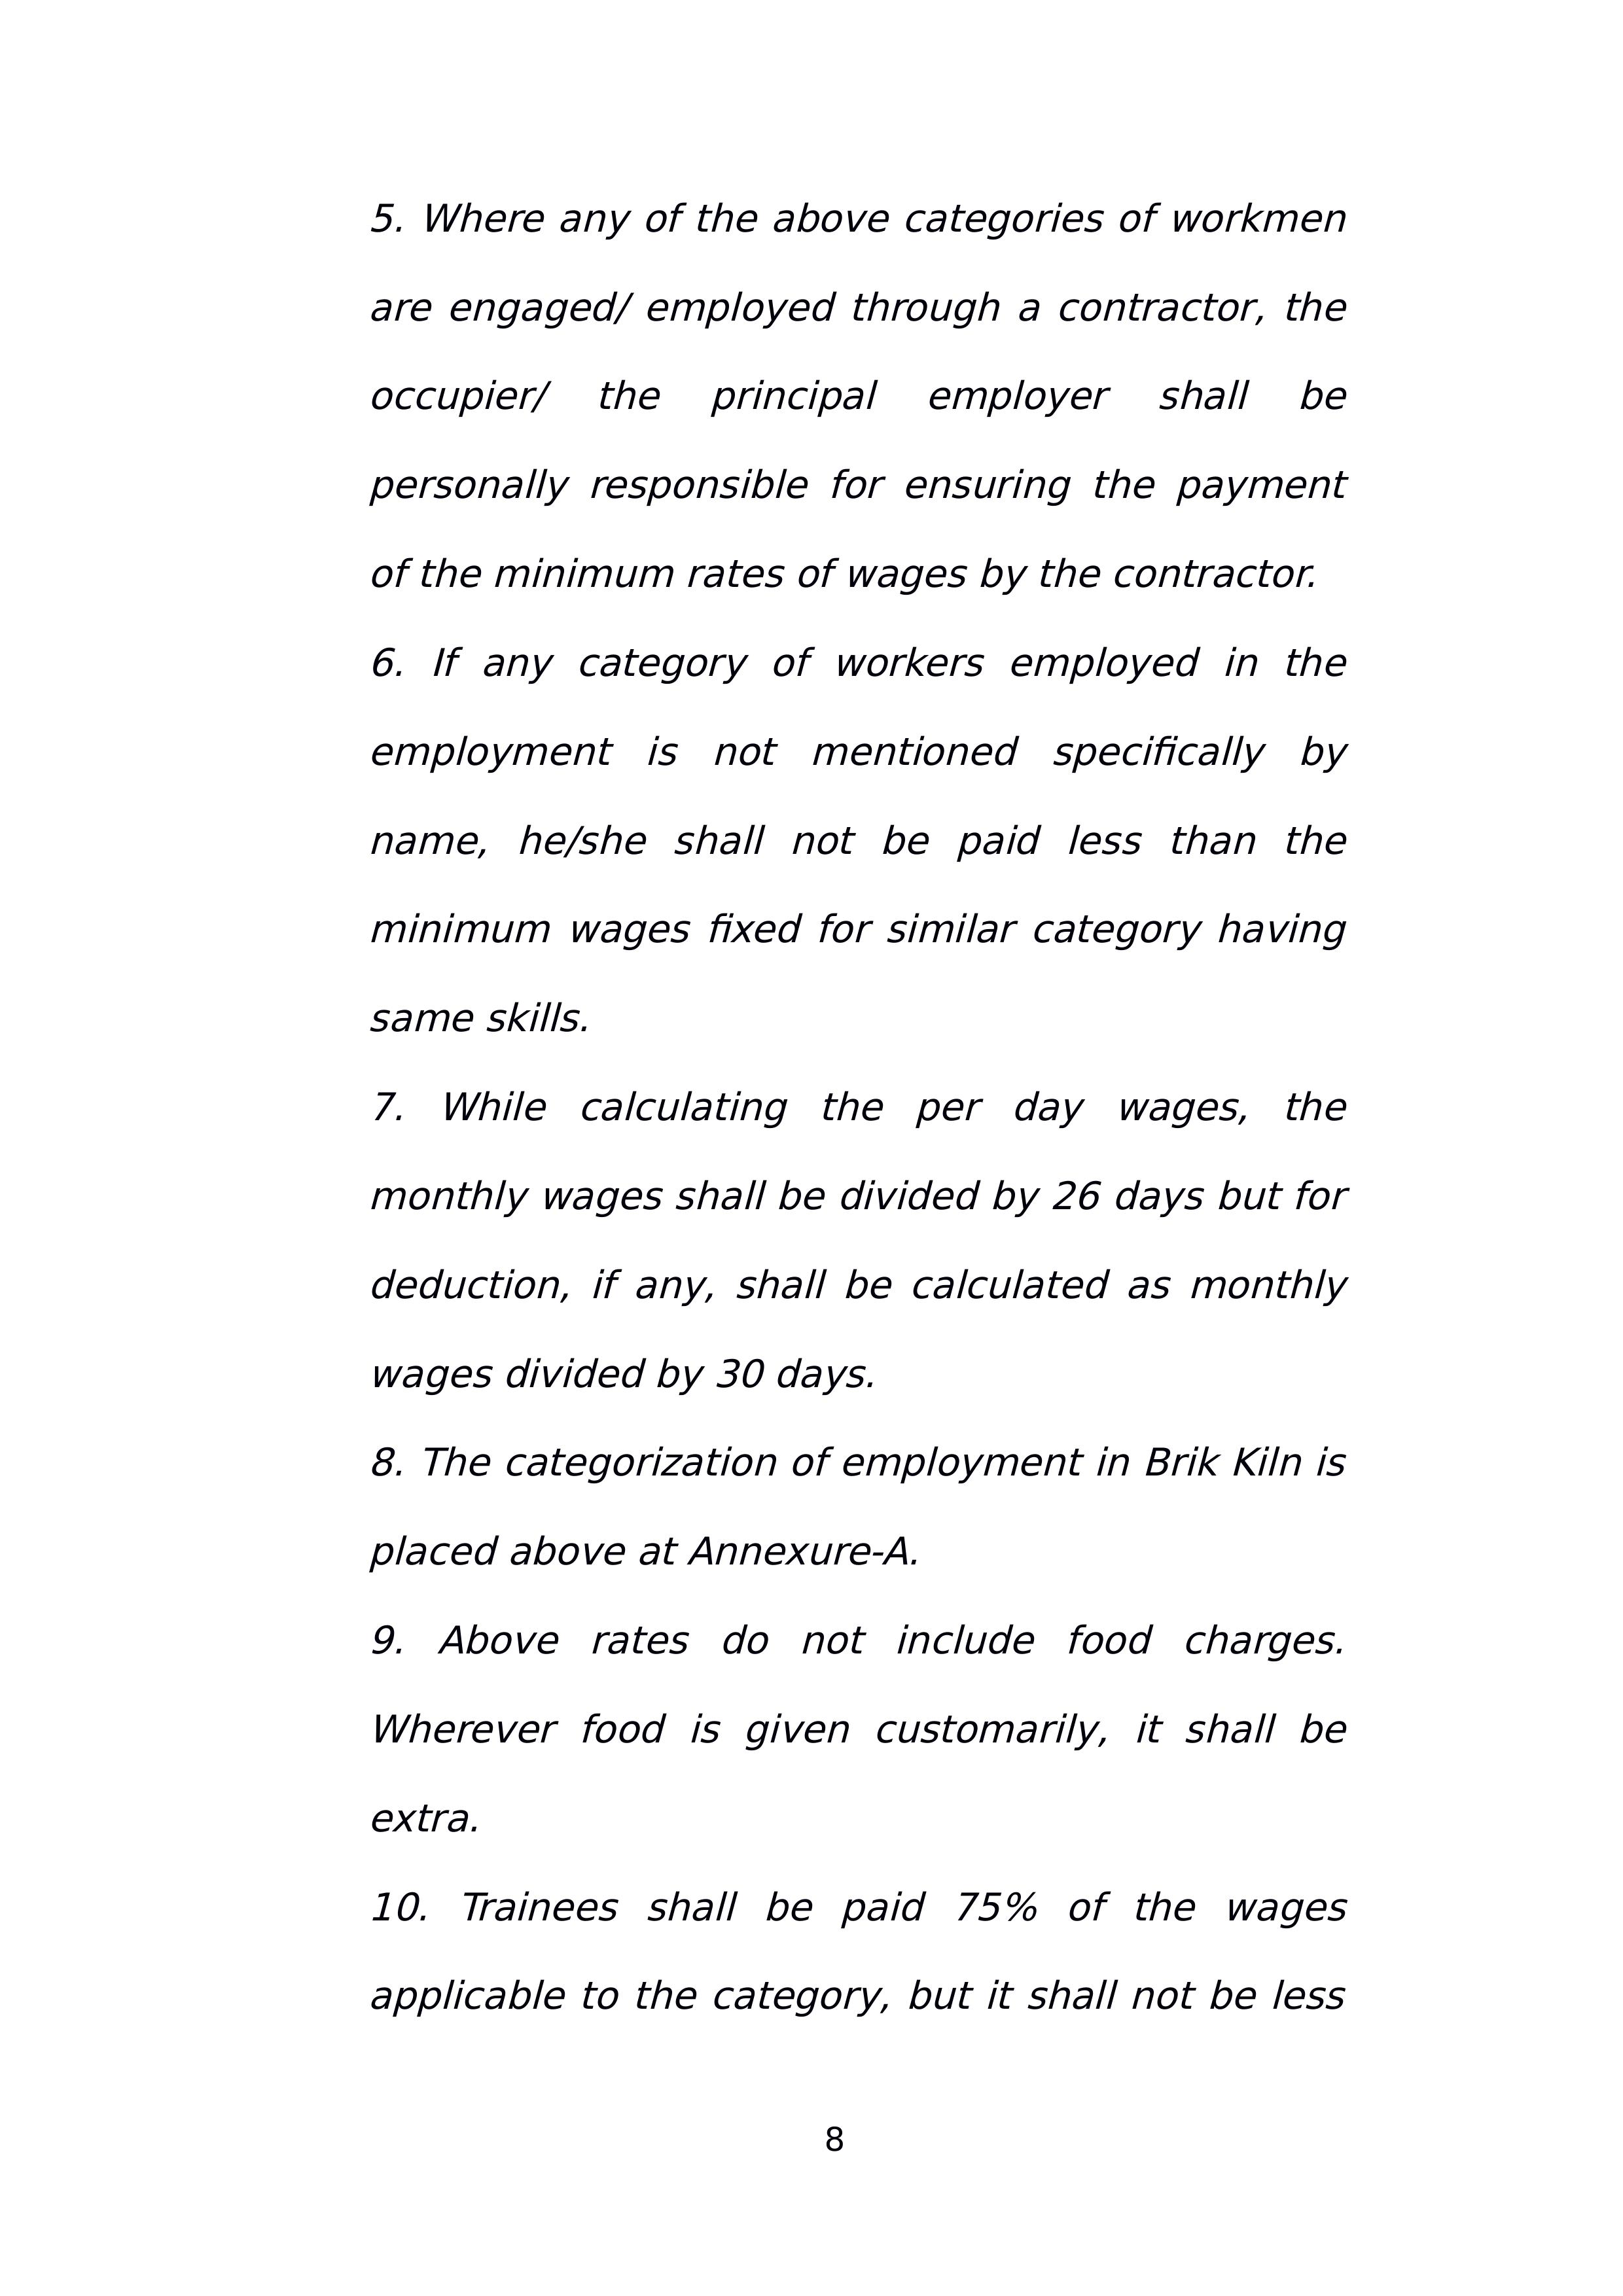 5. Where any of the above categories of workmen
are engaged/ employed through a contractor, the
occupier/ the principal employer shall be
personally responsible for ensuring the payment
of the minimum rates of wages by the contractor.
6. If any category of workers employed in the
employment is not mentioned specifically by
name, he/she shall not be paid less than the
minimum wages fixed for similar category having
same skills.
7. While calculating the per day wages, the
monthly wages shall be divided by 26 days but for
deduction, if any, shall be calculated as monthly
wages divided by 30 days.
8. The categorization of employment in Brik Kiln is
placed above at Annexure-A.
9. Above rates do not include food charges.
Wherever food is given customarily, it shall be
extra.
10. Trainees shall be paid 75% of the wages
applicable to the category, but it shall not be less
8